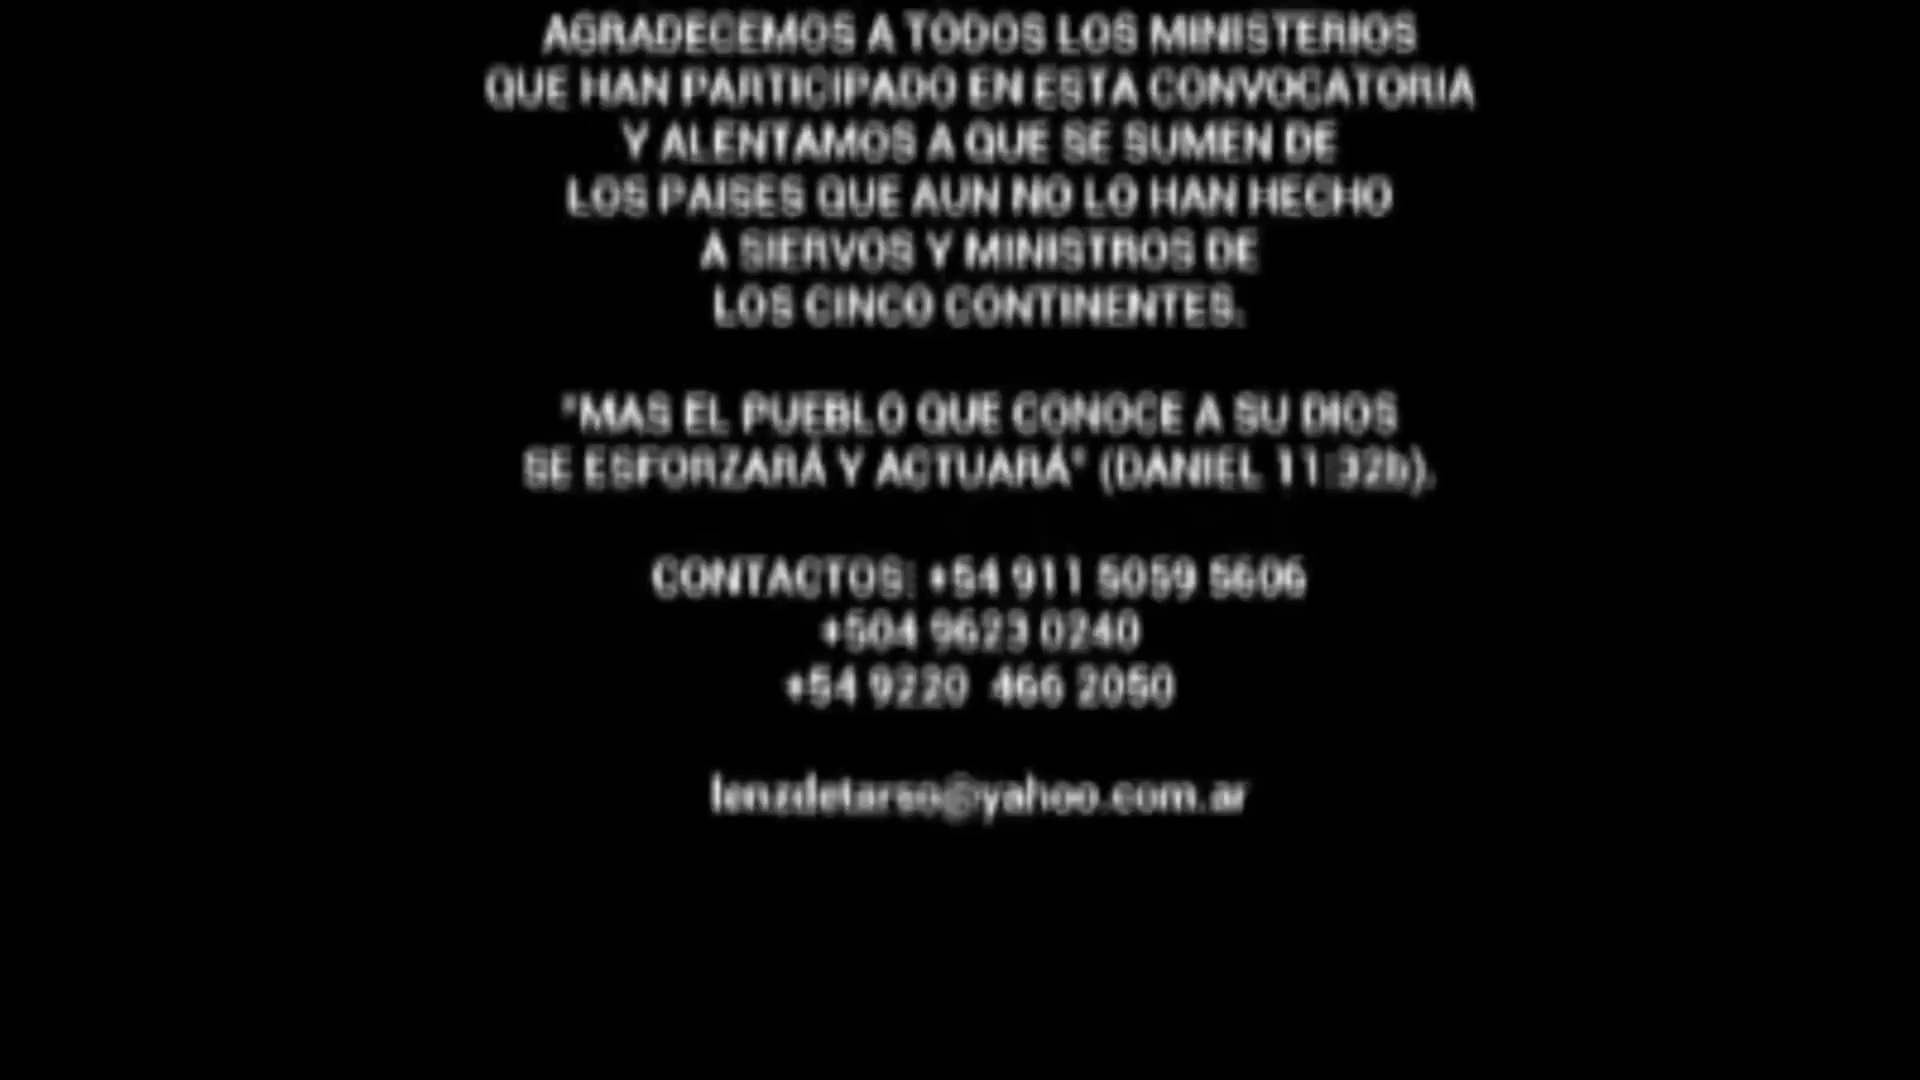 AGRADECEMOS A TODOS LOS MINISTERIOS
QUE HAN PARTICIPADO EN ESTA CONVOCATORIA
Y ALENTAMOS A QUE SE SUMEN DE
LOS PAISES QUE AUN NO LO HAN HECHO
A SIERVOS Y MINISTROS DE
LOS CINCO CONTINENTES.
"MAS EL PUEBLO QUE CONOCE A SU DIOS
SE ESFORZARÁ Y ACTUARÁ" (DANIEL 11:32b).
CONTACTOS: +54 911 5059 5606
+504 9623 0240
+54 9220 466 2050
lenzdetarso@yahoo.com.ar